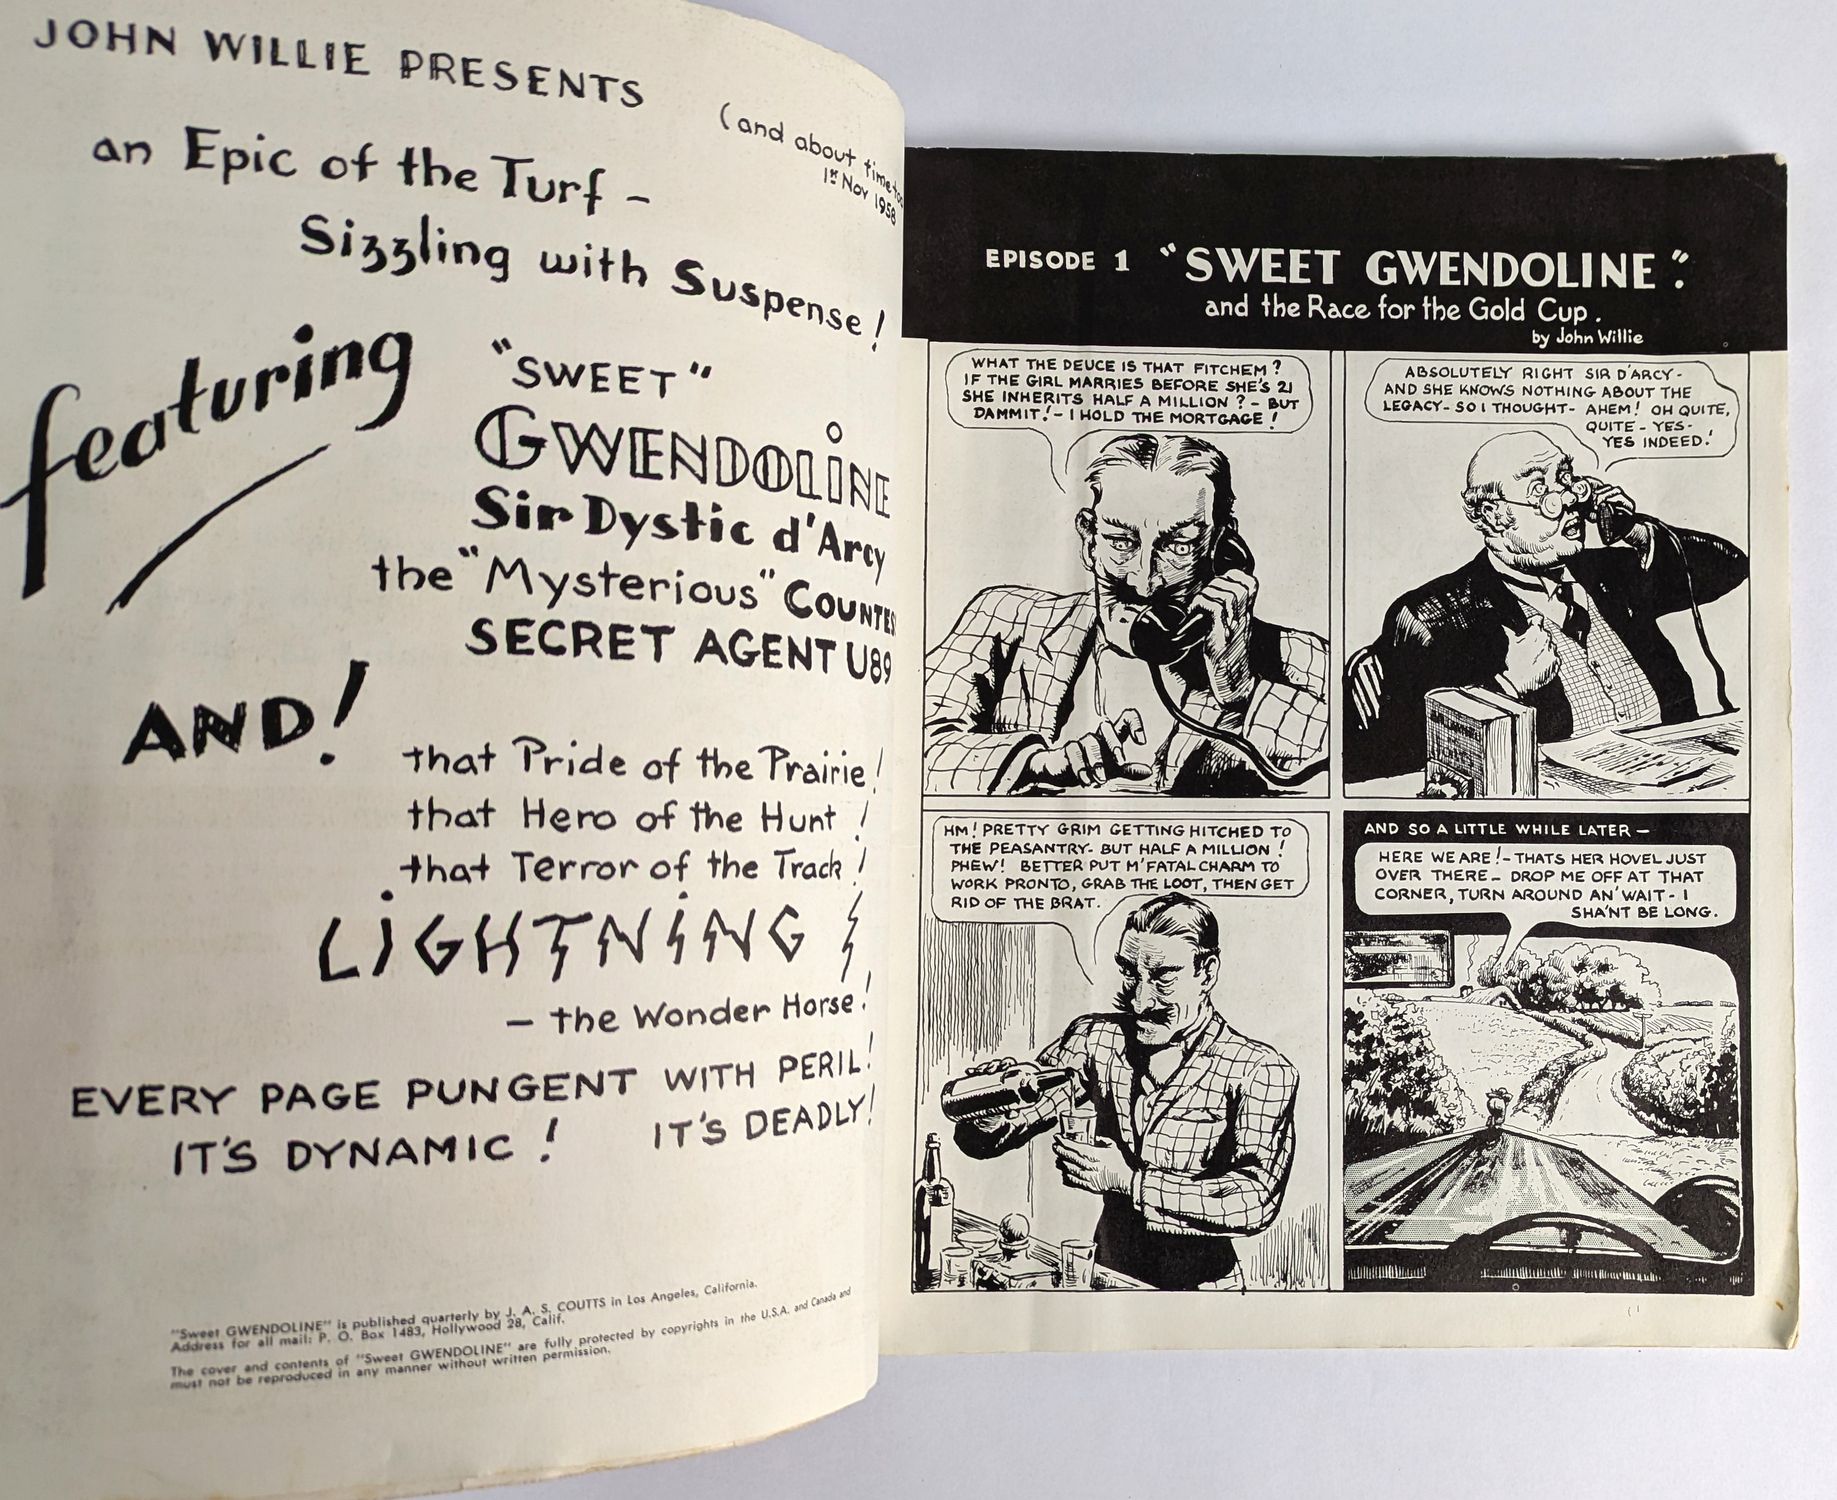 JOHN WILLIE PRESENTS
(and about time too
1st Nov 1958
an Epic of the Turf -
Sizzling with Suspense!
featuring
"SWEET"
GWENDOLINE
Sir Dystic d'Arcy
the "Mysterious" COUNTES
SECRET AGENT U89
AND!
that Pride of the Prairie!
that Hero of the Hunt !
that Terror of the Track !
LiGHTNiNG!
- the Wonder Horse!
EVERY PAGE PUNGENT WITH PERIL!
IT'S DYNAMIC! IT'S DEADLY!
"Sweet GWENDOLINE" is published quarterly by J. A. S. COUTTS in Los Angeles, California.
Address for all mail: P. O. Box 1483, Hollywood 28, Calif.
The cover and contents of "Sweet GWENDOLINE" are fully protected by copyrights in the U.S.A. and Canada and
must not be reproduced in any manner without written permission.
EPISODE 1 "SWEET GWENDOLINE".
and the Race for the Gold Cup.
by John Willie
WHAT THE DEUCE IS THAT FITCHEM?
IF THE GIRL MARRIES BEFORE SHE'S 21
SHE INHERITS HALF A MILLION? - BUT
DAMMIT! - I HOLD THE MORTGAGE!
ABSOLUTELY RIGHT SIR D'ARCY -
AND SHE KNOWS NOTHING ABOUT THE
LEGACY - SO I THOUGHT - AHEM! OH QUITE,
QUITE - YES -
YES INDEED!
HM! PRETTY GRIM GETTING HITCHED TO
THE PEASANTRY - BUT HALF A MILLION!
PHEW! BETTER PUT M'FATAL CHARM TO
WORK PRONTO, GRAB THE LOOT, THEN GET
RID OF THE BRAT.
AND SO A LITTLE WHILE LATER -
HERE WE ARE! - THATS HER HOVEL JUST
OVER THERE - DROP ME OFF AT THAT
CORNER, TURN AROUND AN' WAIT - I
SHA'NT BE LONG.